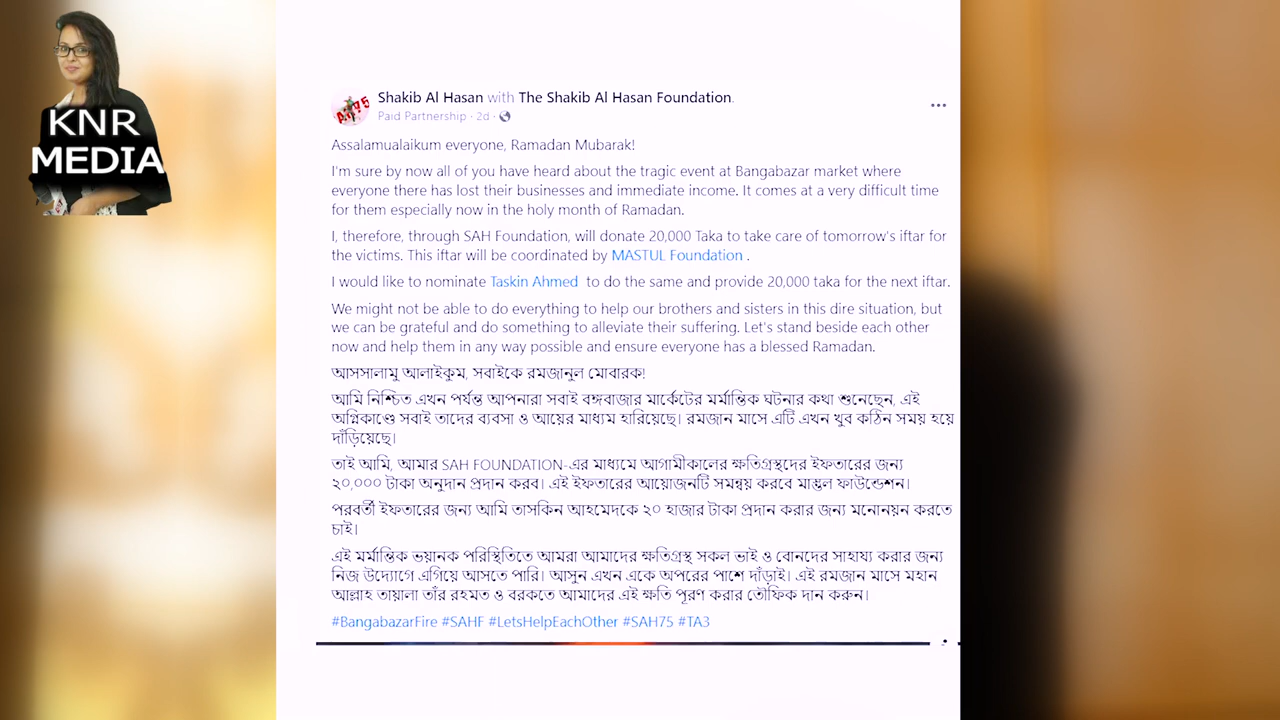 KNR
MEDIA
Shakib Al Hasan with The Shakib Al Hasan Foundation.
Paid Partnership · 2d ·
Assalamualaikum everyone, Ramadan Mubarak!
I'm sure by now all of you have heard about the tragic event at Bangabazar market where
everyone there has lost their businesses and immediate income. It comes at a very difficult time
for them especially now in the holy month of Ramadan.
I, therefore, through SAH Foundation, will donate 20,000 Taka to take care of tomorrow's iftar for
the victims. This iftar will be coordinated by MASTUL Foundation .
I would like to nominate Taskin Ahmed to do the same and provide 20,000 taka for the next iftar.
We might not be able to do everything to help our brothers and sisters in this dire situation, but
we can be grateful and do something to alleviate their suffering. Let's stand beside each other
now and help them in any way possible and ensure everyone has a blessed Ramadan.
আসসালামু আলাইকুম, সবাইকে রমজানুল মোবারক!
আমি নিশ্চিত এখন পর্যন্ত আপনারা সবাই বঙ্গবাজার মার্কেটের মর্মান্তিক ঘটনার কথা শুনেছেন, এই
অগ্নিকাণ্ডে সবাই তাদের ব্যবসা ও আয়ের মাধ্যম হারিয়েছে। রমজান মাসে এটি এখন খুব কঠিন সময় হয়ে
দাঁড়িয়েছে।
তাই আমি, আমার SAH FOUNDATION-এর মাধ্যমে আগামীকালের ক্ষতিগ্রস্থদের ইফতারের জন্য
২০,০০০ টাকা অনুদান প্রদান করব। এই ইফতারের আয়োজনটি সমন্বয় করবে মাস্তুল ফাউন্ডেশন।
পরবর্তী ইফতারের জন্য আমি তাসকিন আহমেদকে ২০ হাজার টাকা প্রদান করার জন্য মনোনয়ন করতে
চাই।
এই মর্মান্তিক ভয়ানক পরিস্থিতিতে আমরা আমাদের ক্ষতিগ্রস্থ সকল ভাই ও বোনদের সাহায্য করার জন্য
নিজ উদ্যোগে এগিয়ে আসতে পারি। আসুন এখন একে অপরের পাশে দাঁড়াই। এই রমজান মাসে মহান
আল্লাহ তায়ালা তাঁর রহমত ও বরকতে আমাদের এই ক্ষতি পূরণ করার তৌফিক দান করুন।
#BangabazarFire #SAHF #LetsHelpEachOther #SAH75 #TA3